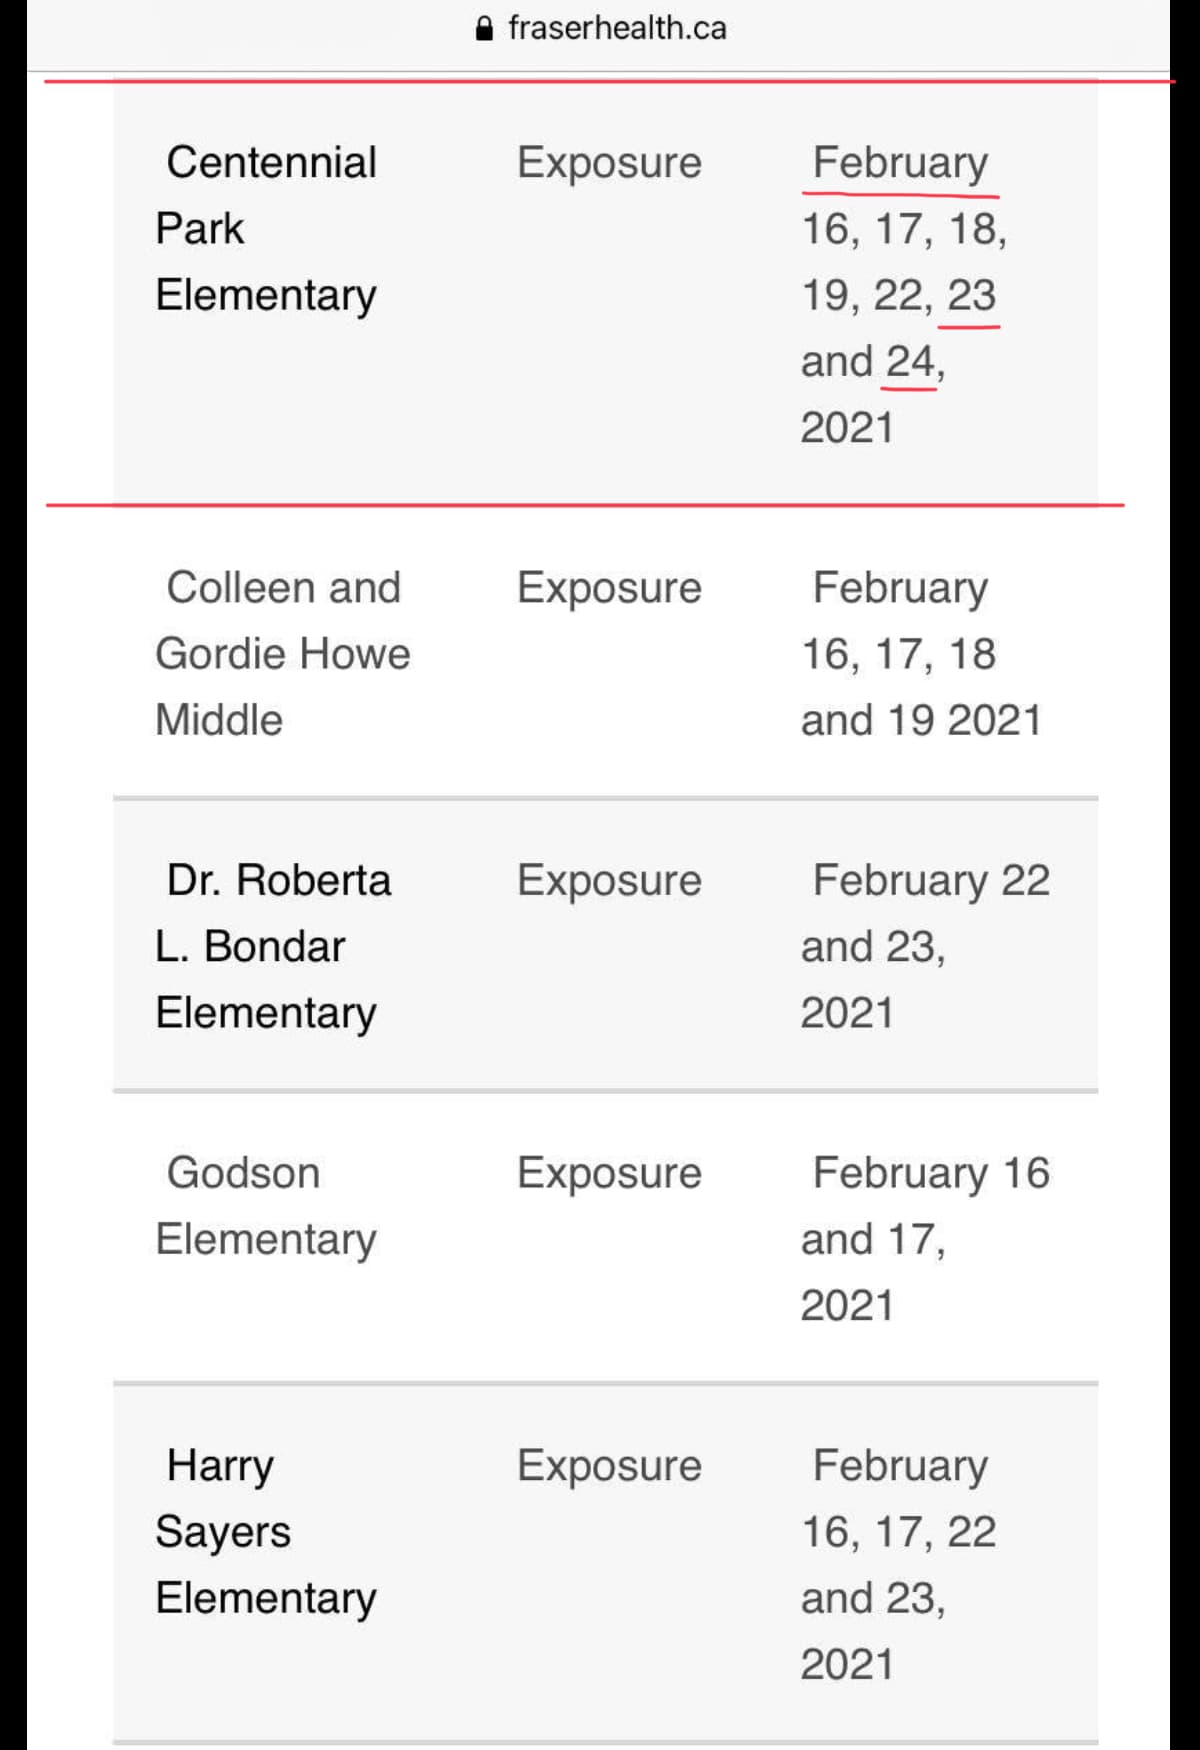 fraserhealth.ca
Centennial Exposure February
Park 16, 17, 18,
Elementary 19, 22, 23
and 24,
2021
Colleen and Exposure February
Gordie Howe 16, 17, 18
Middle and 19 2021
Dr. Roberta Exposure February 22
L. Bondar and 23,
Elementary 2021
Godson Exposure February 16
Elementary and 17,
2021
Harry Exposure February
Sayers 16, 17, 22
Elementary and 23,
2021